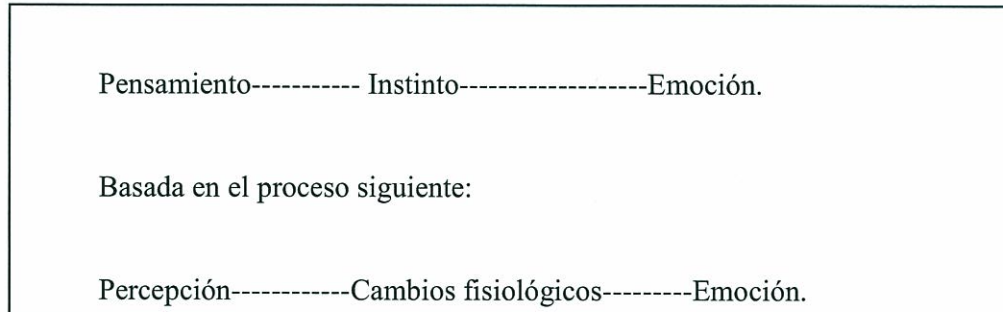 Pensamiento----------- Instinto-------------------Emoción.
Basada en el proceso siguiente:
Percepción------------Cambios fisiológicos---------Emoción.